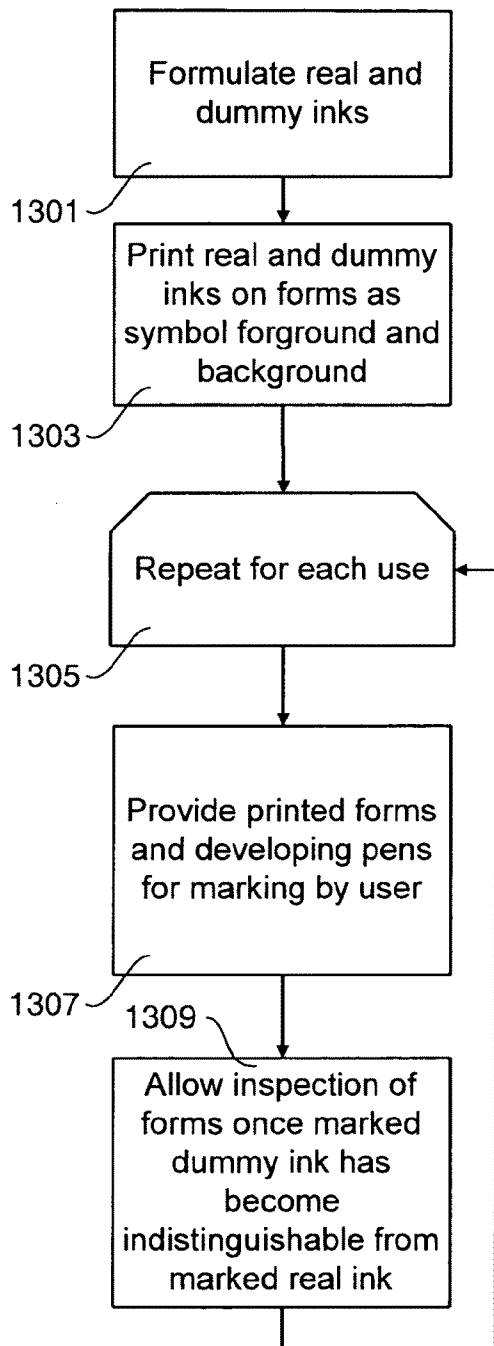 Formulate real and
dummy inks
1301
Print real and dummy
inks on forms as
symbol forground and
background
1303
Repeat for each use
1305
Provide printed forms
and developing pens
for marking by user
1307
1309
Allow inspection of
forms once marked
dummy ink has
become
indistinguishable from
marked real ink